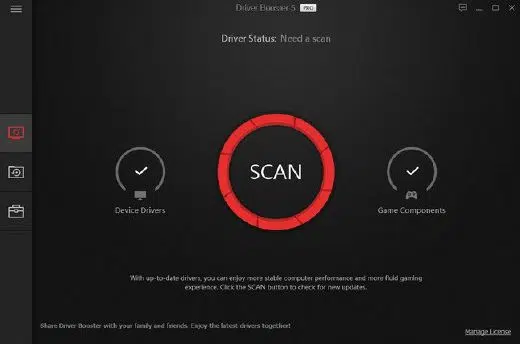 Driver Booster 5 PRO
Driver Status: Need a scan
SCAN
Device Drivers
Game Components
With up-to-date drivers, you can enjoy more stable computer performance and more fluid gaming
experience. Click the SCAN button to check for new updates.
Share Driver Booster with your family and friends. Enjoy the latest drivers together!
Manage License